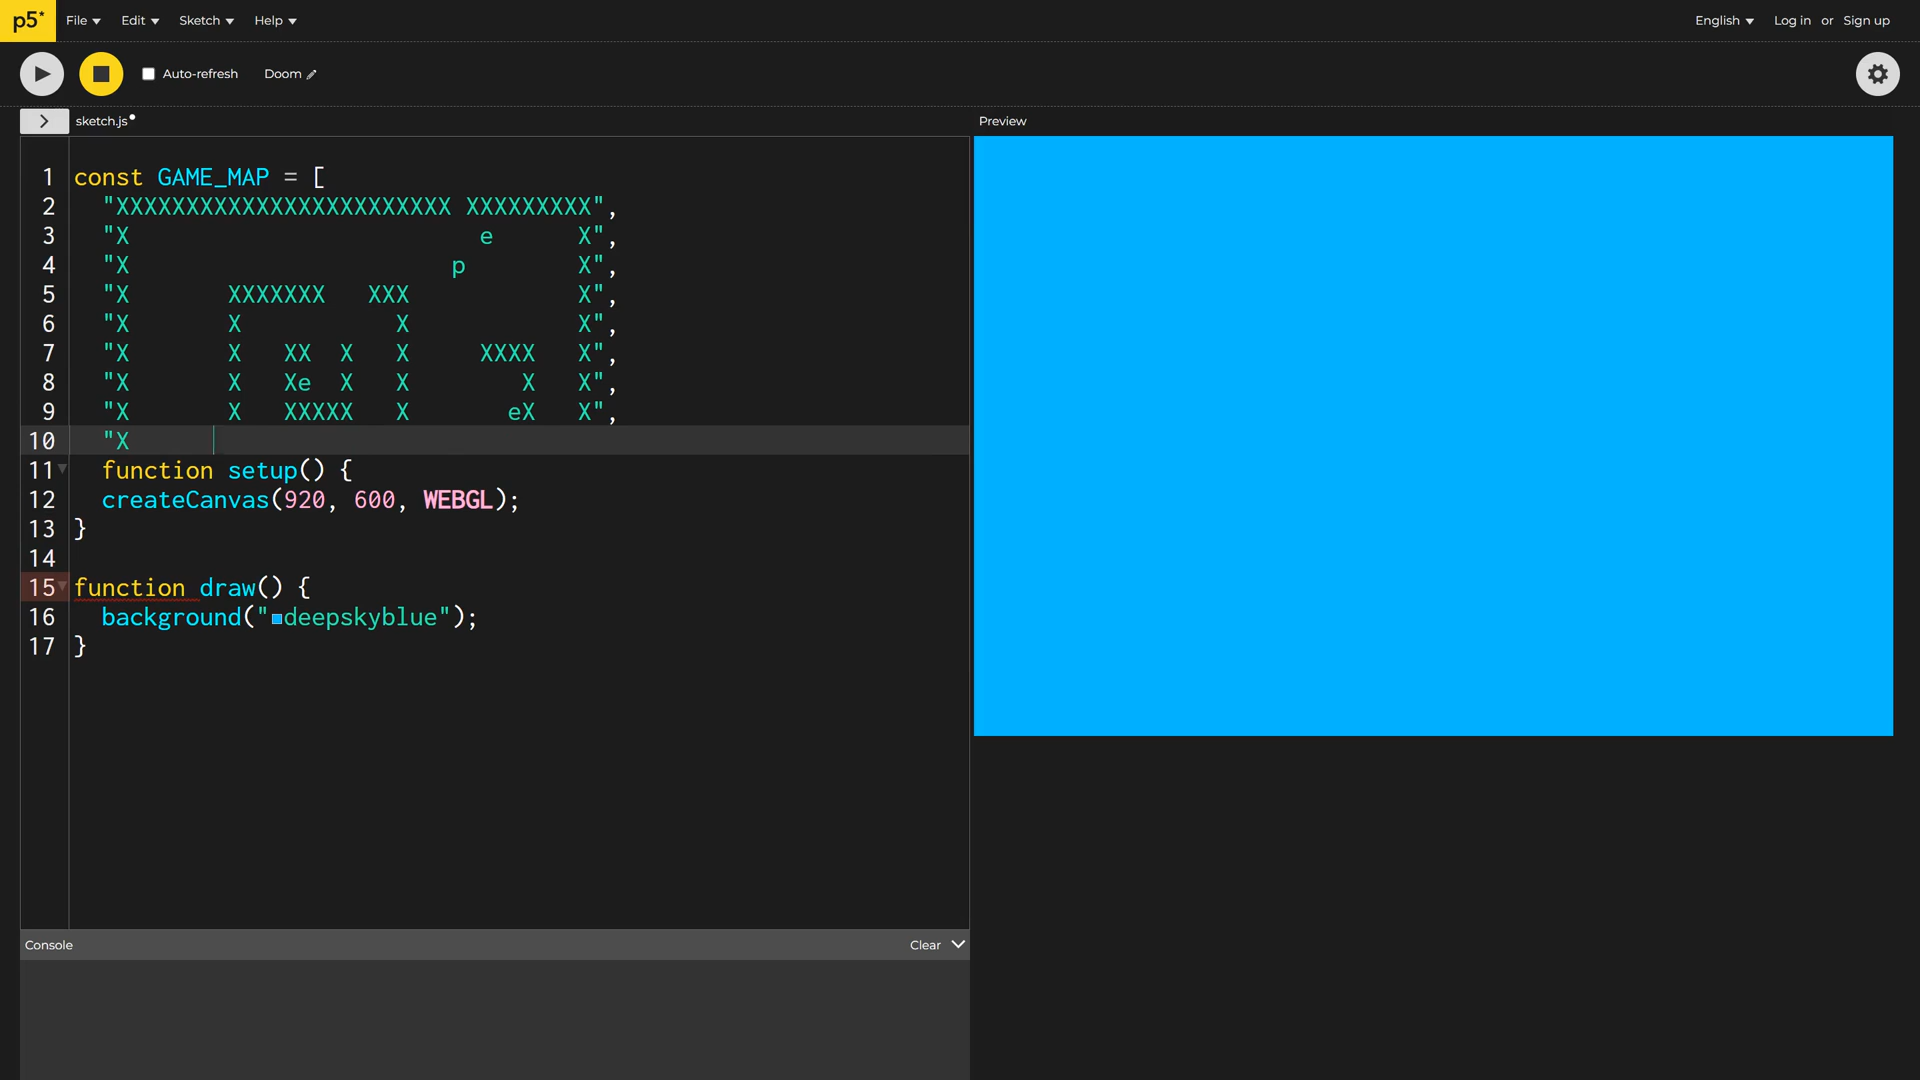 p5* File Edit Sketch Help English Log in or Sign up
Auto-refresh Doom
sketch.js Preview
1 const GAME_MAP = [
2   "XXXXXXXXXXXXXXXXXXXXXXXX XXXXXXXXX",
3   "X                         e      X",
4   "X                       p        X",
5   "X       XXXXXXX   XXX            X",
6   "X       X           X            X",
7   "X       X   XX  X   X     XXXX   X",
8   "X       X   Xe  X   X        X   X",
9   "X       X   XXXXX   X       eX   X",
10   "X
11   function setup() {
12   createCanvas(920, 600, WEBGL);
13 }
14
15 function draw() {
16   background("deepskyblue");
17 }
Console Clear